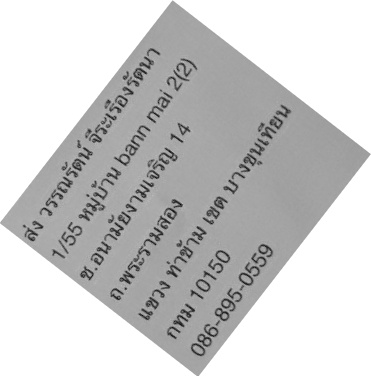 ส่ง วรรณรัตน์ จีระเรืองรัตนา
1/55 หมู่บ้าน bann mai 2(2)
ซ.อนามัยงามเจริญ 14
ถ.พระรามสอง
แขวง ท่าข้าม เขต บางขุนเทียน
กทม 10150
086-895-0559